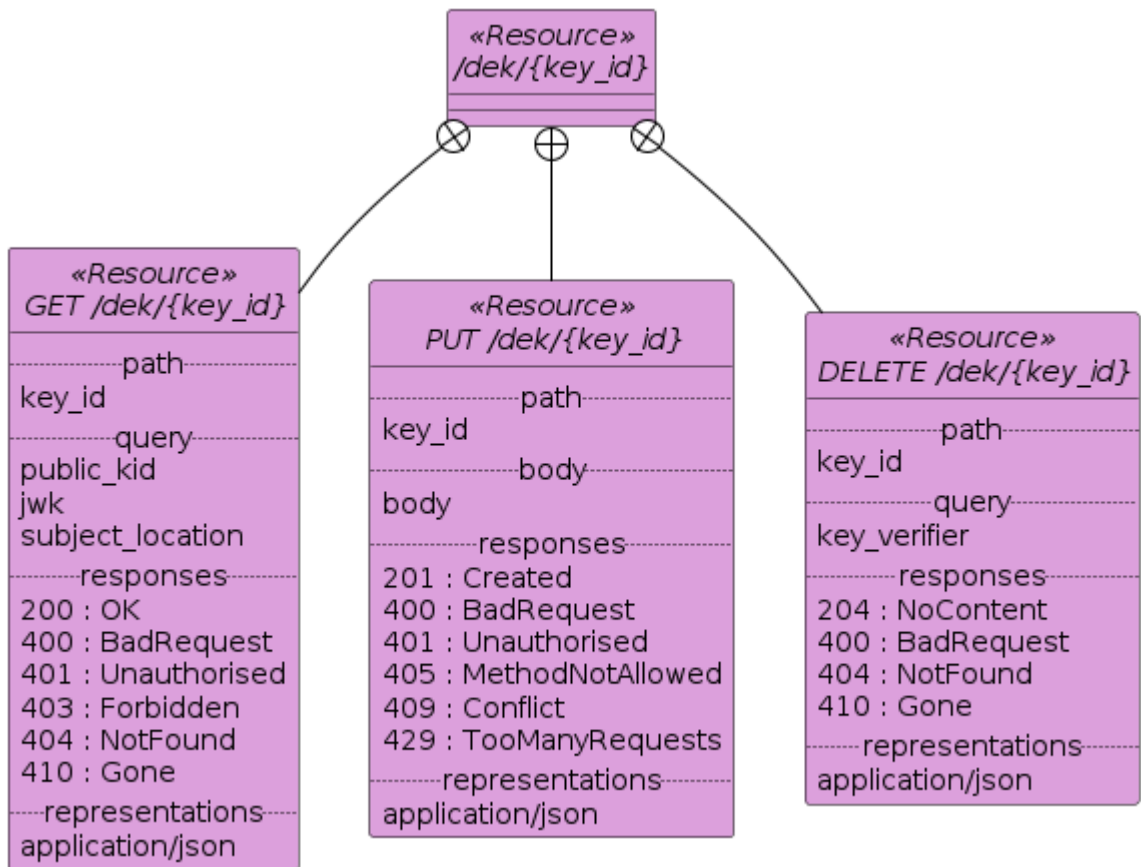 «Resource»
/dek/{key_id}
«Resource»
GET /dek/{key_id}
path
key_id
query
public_kid
jwk
subject_location
responses
200 : OK
400 : BadRequest
401 : Unauthorised
403 : Forbidden
404 : NotFound
410 : Gone
representations
application/json
«Resource»
PUT /dek/{key_id}
path
key_id
body
body
responses
201 : Created
400 : BadRequest
401 : Unauthorised
405 : MethodNotAllowed
409 : Conflict
429 : TooManyRequests
representations
application/json
«Resource»
DELETE /dek/{key_id}
path
key_id
query
key_verifier
responses
204 : NoContent
400 : BadRequest
404 : NotFound
410 : Gone
representations
application/json